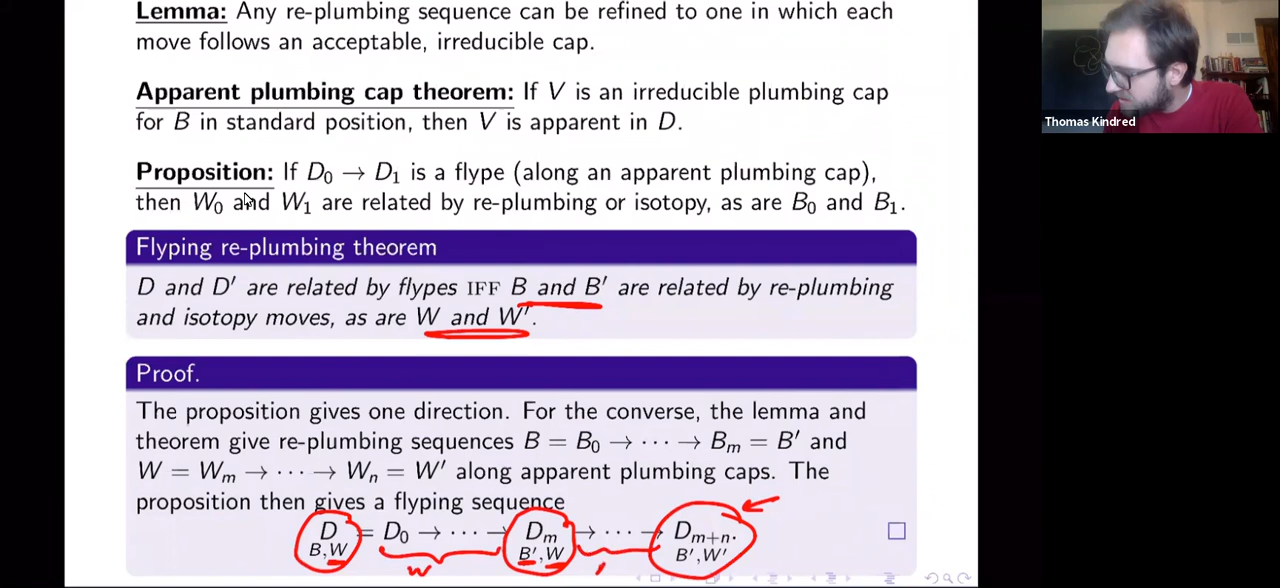 Lemma: Any re-plumbing sequence can be refined to one in which each
move follows an acceptable, irreducible cap.
Apparent plumbing cap theorem: If V is an irreducible plumbing cap
for B in standard position, then V is apparent in D.
Proposition: If D₀ → D₁ is a flype (along an apparent plumbing cap),
then W₀ and W₁ are related by re-plumbing or isotopy, as are B₀ and B₁.
Flyping re-plumbing theorem
D and D′ are related by flypes IFF B and B′ are related by re-plumbing
and isotopy moves, as are W and W′.
Proof.
The proposition gives one direction. For the converse, the lemma and
theorem give re-plumbing sequences B = B₀ → ⋯ → Bₘ = B′ and
W = Wₘ → ⋯ → Wₙ = W′ along apparent plumbing caps. The
proposition then gives a flyping sequence
D = D₀ → ⋯ → Dₘ → ⋯ → Dₘ₊ₙ.
B,W B′,W B′,W′
W
Thomas Kindred